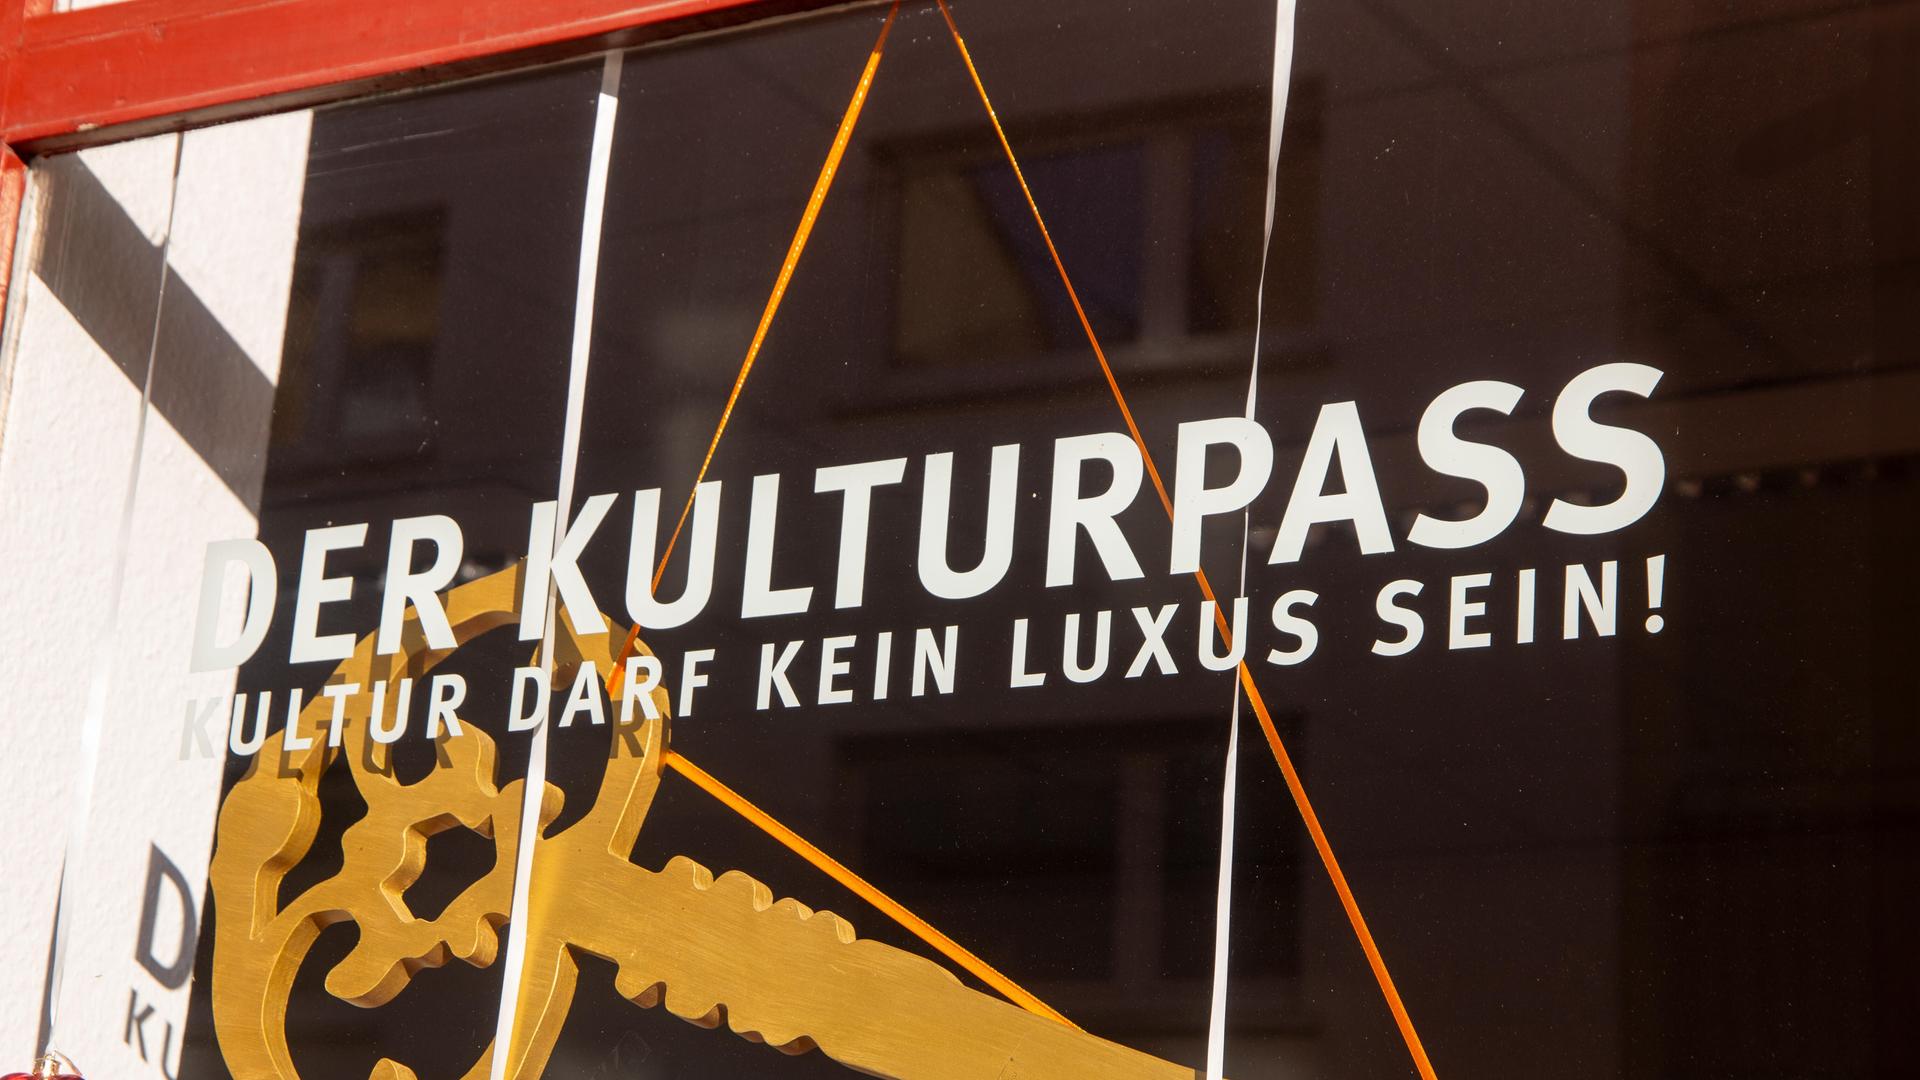 DER KULTURPASS
KULTUR DARF KEIN LUXUS SEIN!